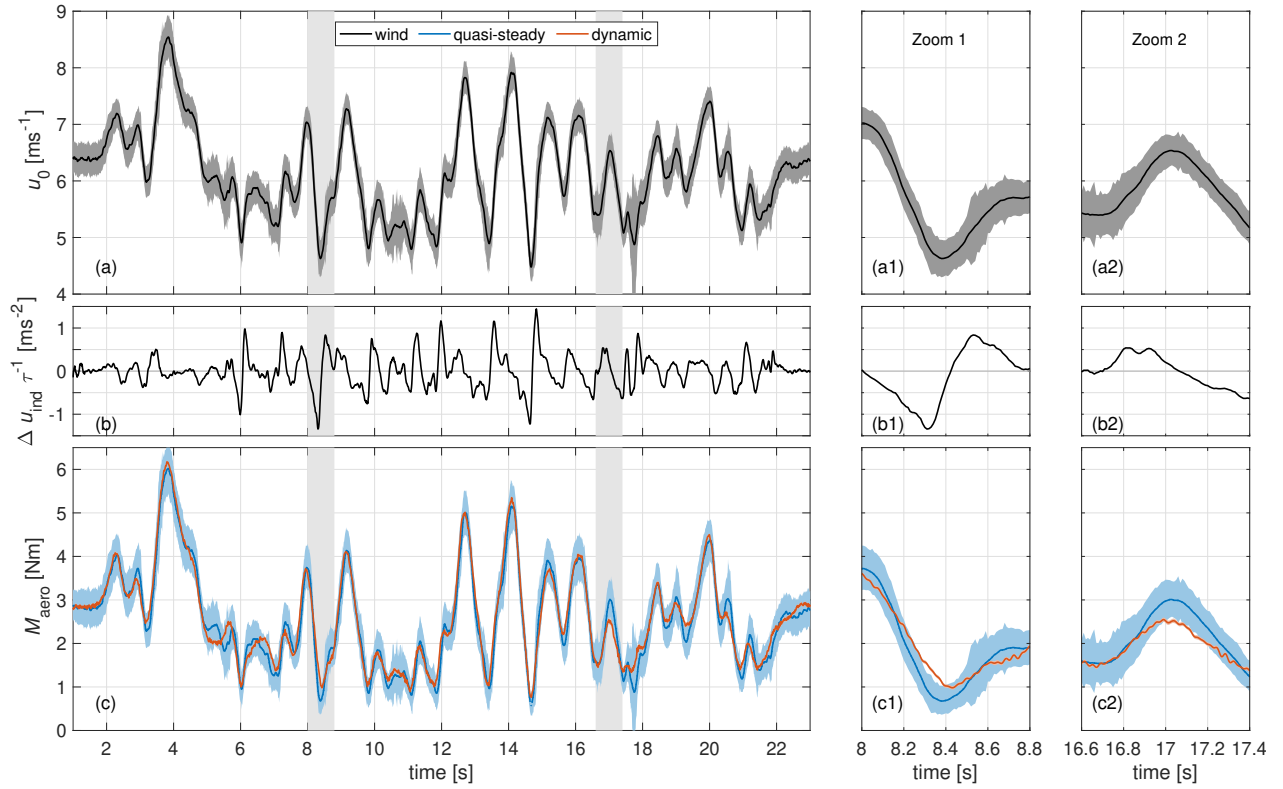 9
8
7
6
5
4
u0 [ms-1]
wind quasi-steady dynamic
(a)
Zoom 1
(a1)
Zoom 2
(a2)
1
0
-1
Δ uind τ-1 [ms-2]
(b)
(b1)
(b2)
6
5
4
3
2
1
0
Maero [Nm]
(c)
(c1)
(c2)
2 4 6 8 10 12 14 16 18 20 22
time [s]
8 8.2 8.4 8.6 8.8
time [s]
16.6 16.8 17 17.2 17.4
time [s]